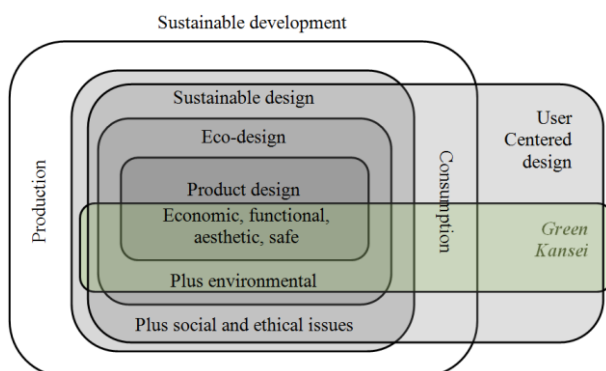 Sustainable development
Sustainable design
Eco-design
Product design
Economic, functional,
aesthetic, safe
Plus environmental
Plus social and ethical issues
Production
Consumption
User
Centered
design
Green
Kansei